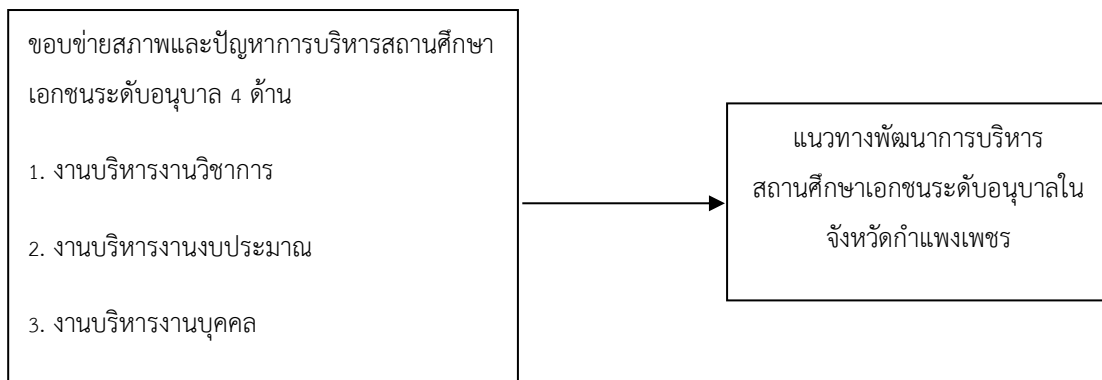 ขอบข่ายสภาพและปัญหาการบริหารสถานศึกษา
เอกชนระดับอนุบาล 4 ด้าน
1. งานบริหารงานวิชาการ
2. งานบริหารงานงบประมาณ
3. งานบริหารงานบุคคล
แนวทางพัฒนาการบริหาร
สถานศึกษาเอกชนระดับอนุบาลใน
จังหวัดกำแพงเพชร